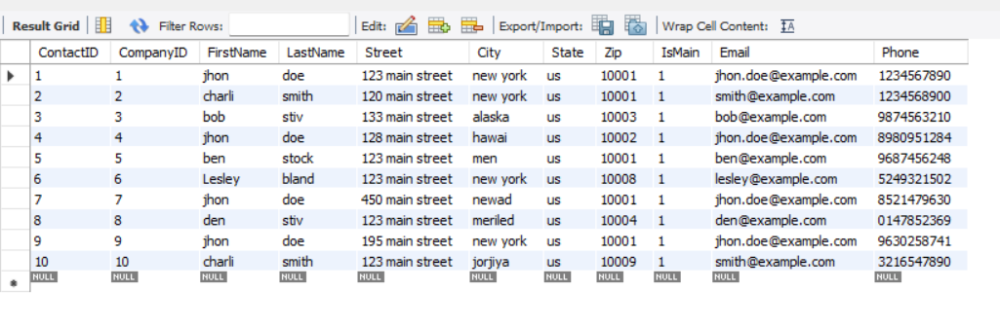 Result Grid Filter Rows: Edit: Export/Import: Wrap Cell Content: IA
ContactID CompanyID FirstName LastName Street City State Zip IsMain Email Phone
1 1 jhon doe 123 main street new york us 10001 1 jhon.doe@example.com 1234567890
2 2 charli smith 120 main street new york us 10001 1 smith@example.com 1234568900
3 3 bob stiv 133 main street alaska us 10003 1 bob@example.com 9874563210
4 4 jhon doe 128 main street hawai us 10002 1 jhon.doe@example.com 8980951284
5 5 ben stock 123 main street men us 10001 1 ben@example.com 9687456248
6 6 Lesley bland 123 main street new york us 10008 1 lesley@example.com 5249321502
7 7 jhon doe 450 main street newad us 10001 1 jhon.doe@example.com 8521479630
8 8 den stiv 123 main street meriled us 10004 1 den@example.com 0147852369
9 9 jhon doe 195 main street new york us 10001 1 jhon.doe@example.com 9630258741
10 10 charli smith 123 main street jorjiya us 10009 1 smith@example.com 3216547890
NULL NULL NULL NULL NULL NULL NULL NULL NULL NULL NULL